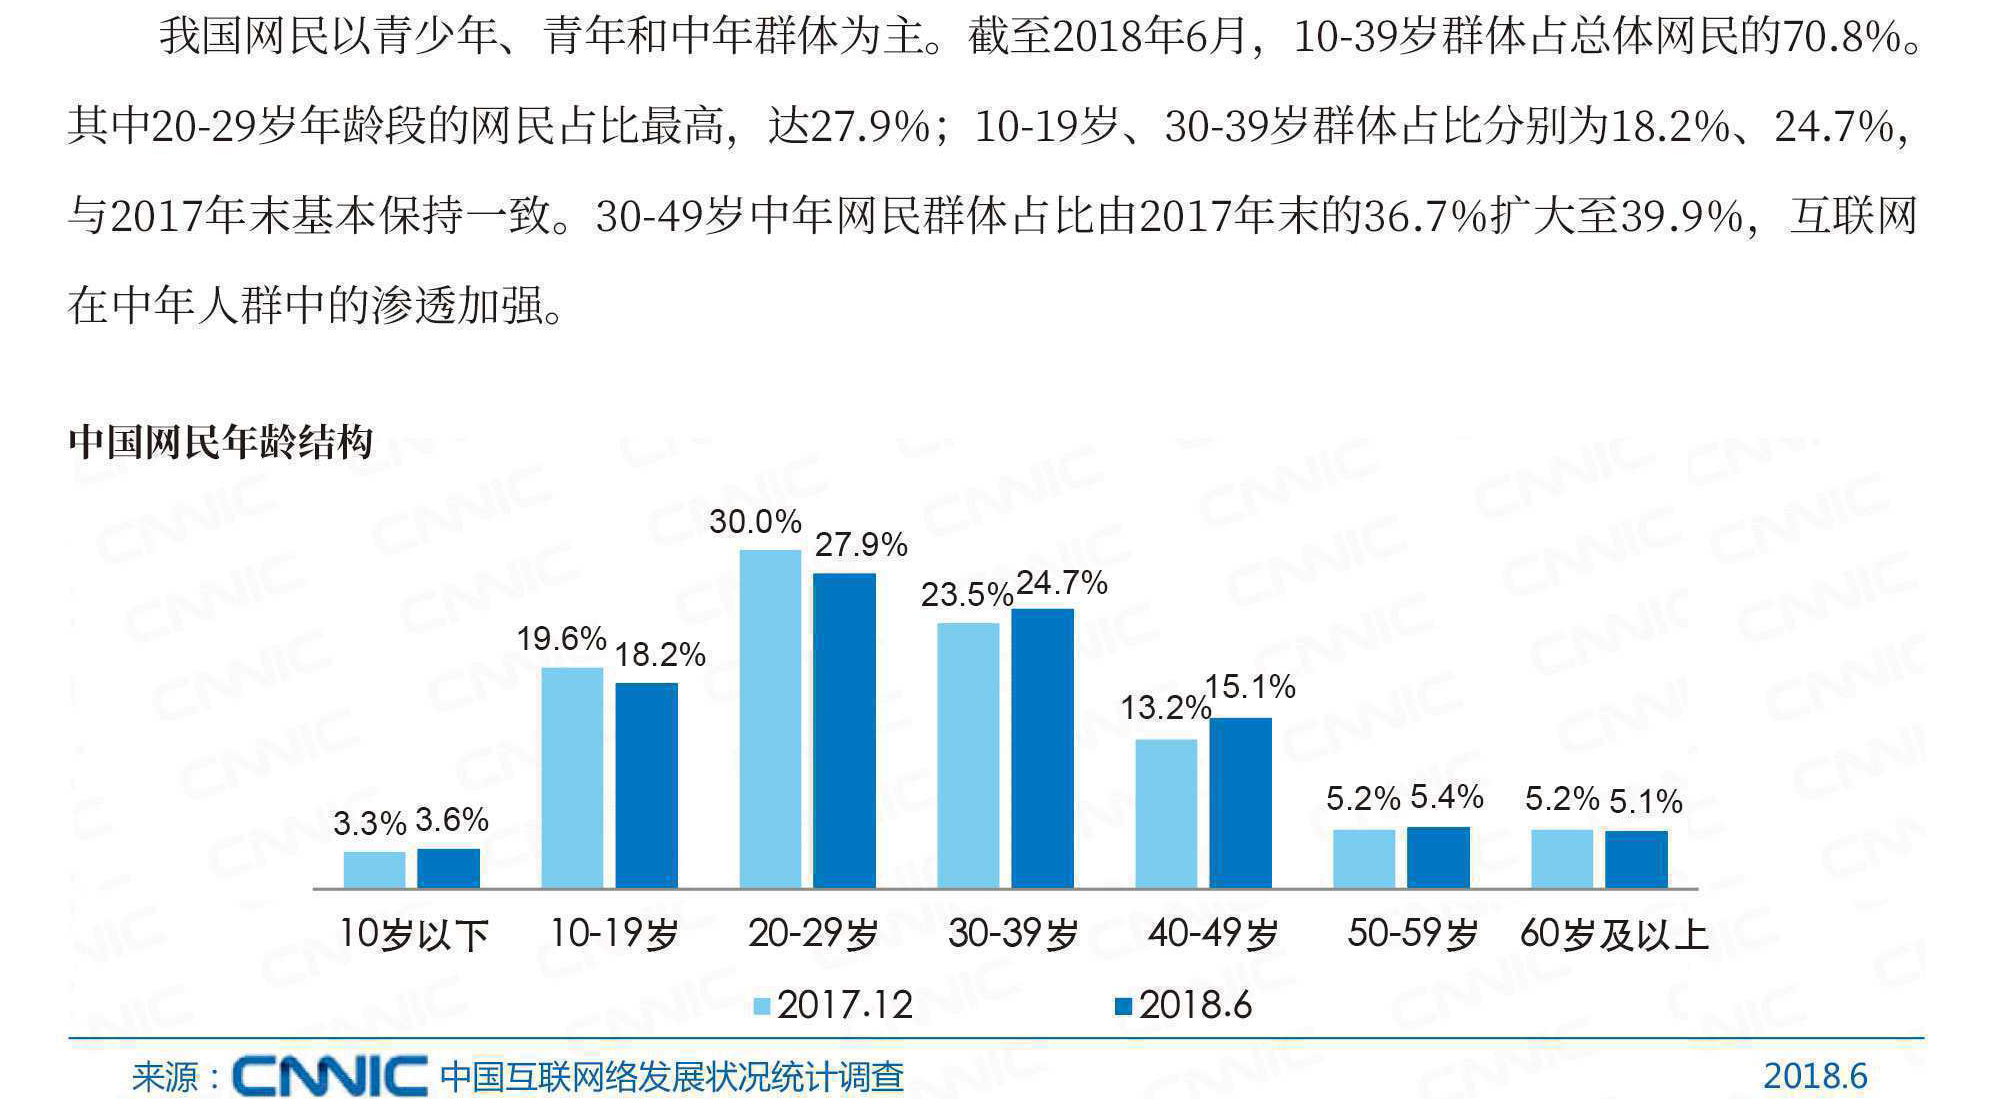 我国网民以青少年、青年和中年群体为主。截至2018年6月，10-39岁群体占总体网民的70.8%。
其中20-29岁年龄段的网民占比最高，达27.9%；10-19岁、30-39岁群体占比分别为18.2%、24.7%，
与2017年末基本保持一致。30-49岁中年网民群体占比由2017年末的36.7%扩大至39.9%，互联网
在中年人群中的渗透加强。
中国网民年龄结构
30.0%
27.9%
23.5%
24.7%
19.6%
18.2%
13.2%
15.1%
3.3%
3.6%
5.2%
5.4%
5.2%
5.1%
10岁以下
10-19岁
20-29岁
30-39岁
40-49岁
50-59岁
60岁及以上
2017.12
2018.6
来源：CNNIC 中国互联网络发展状况统计调查
2018.6